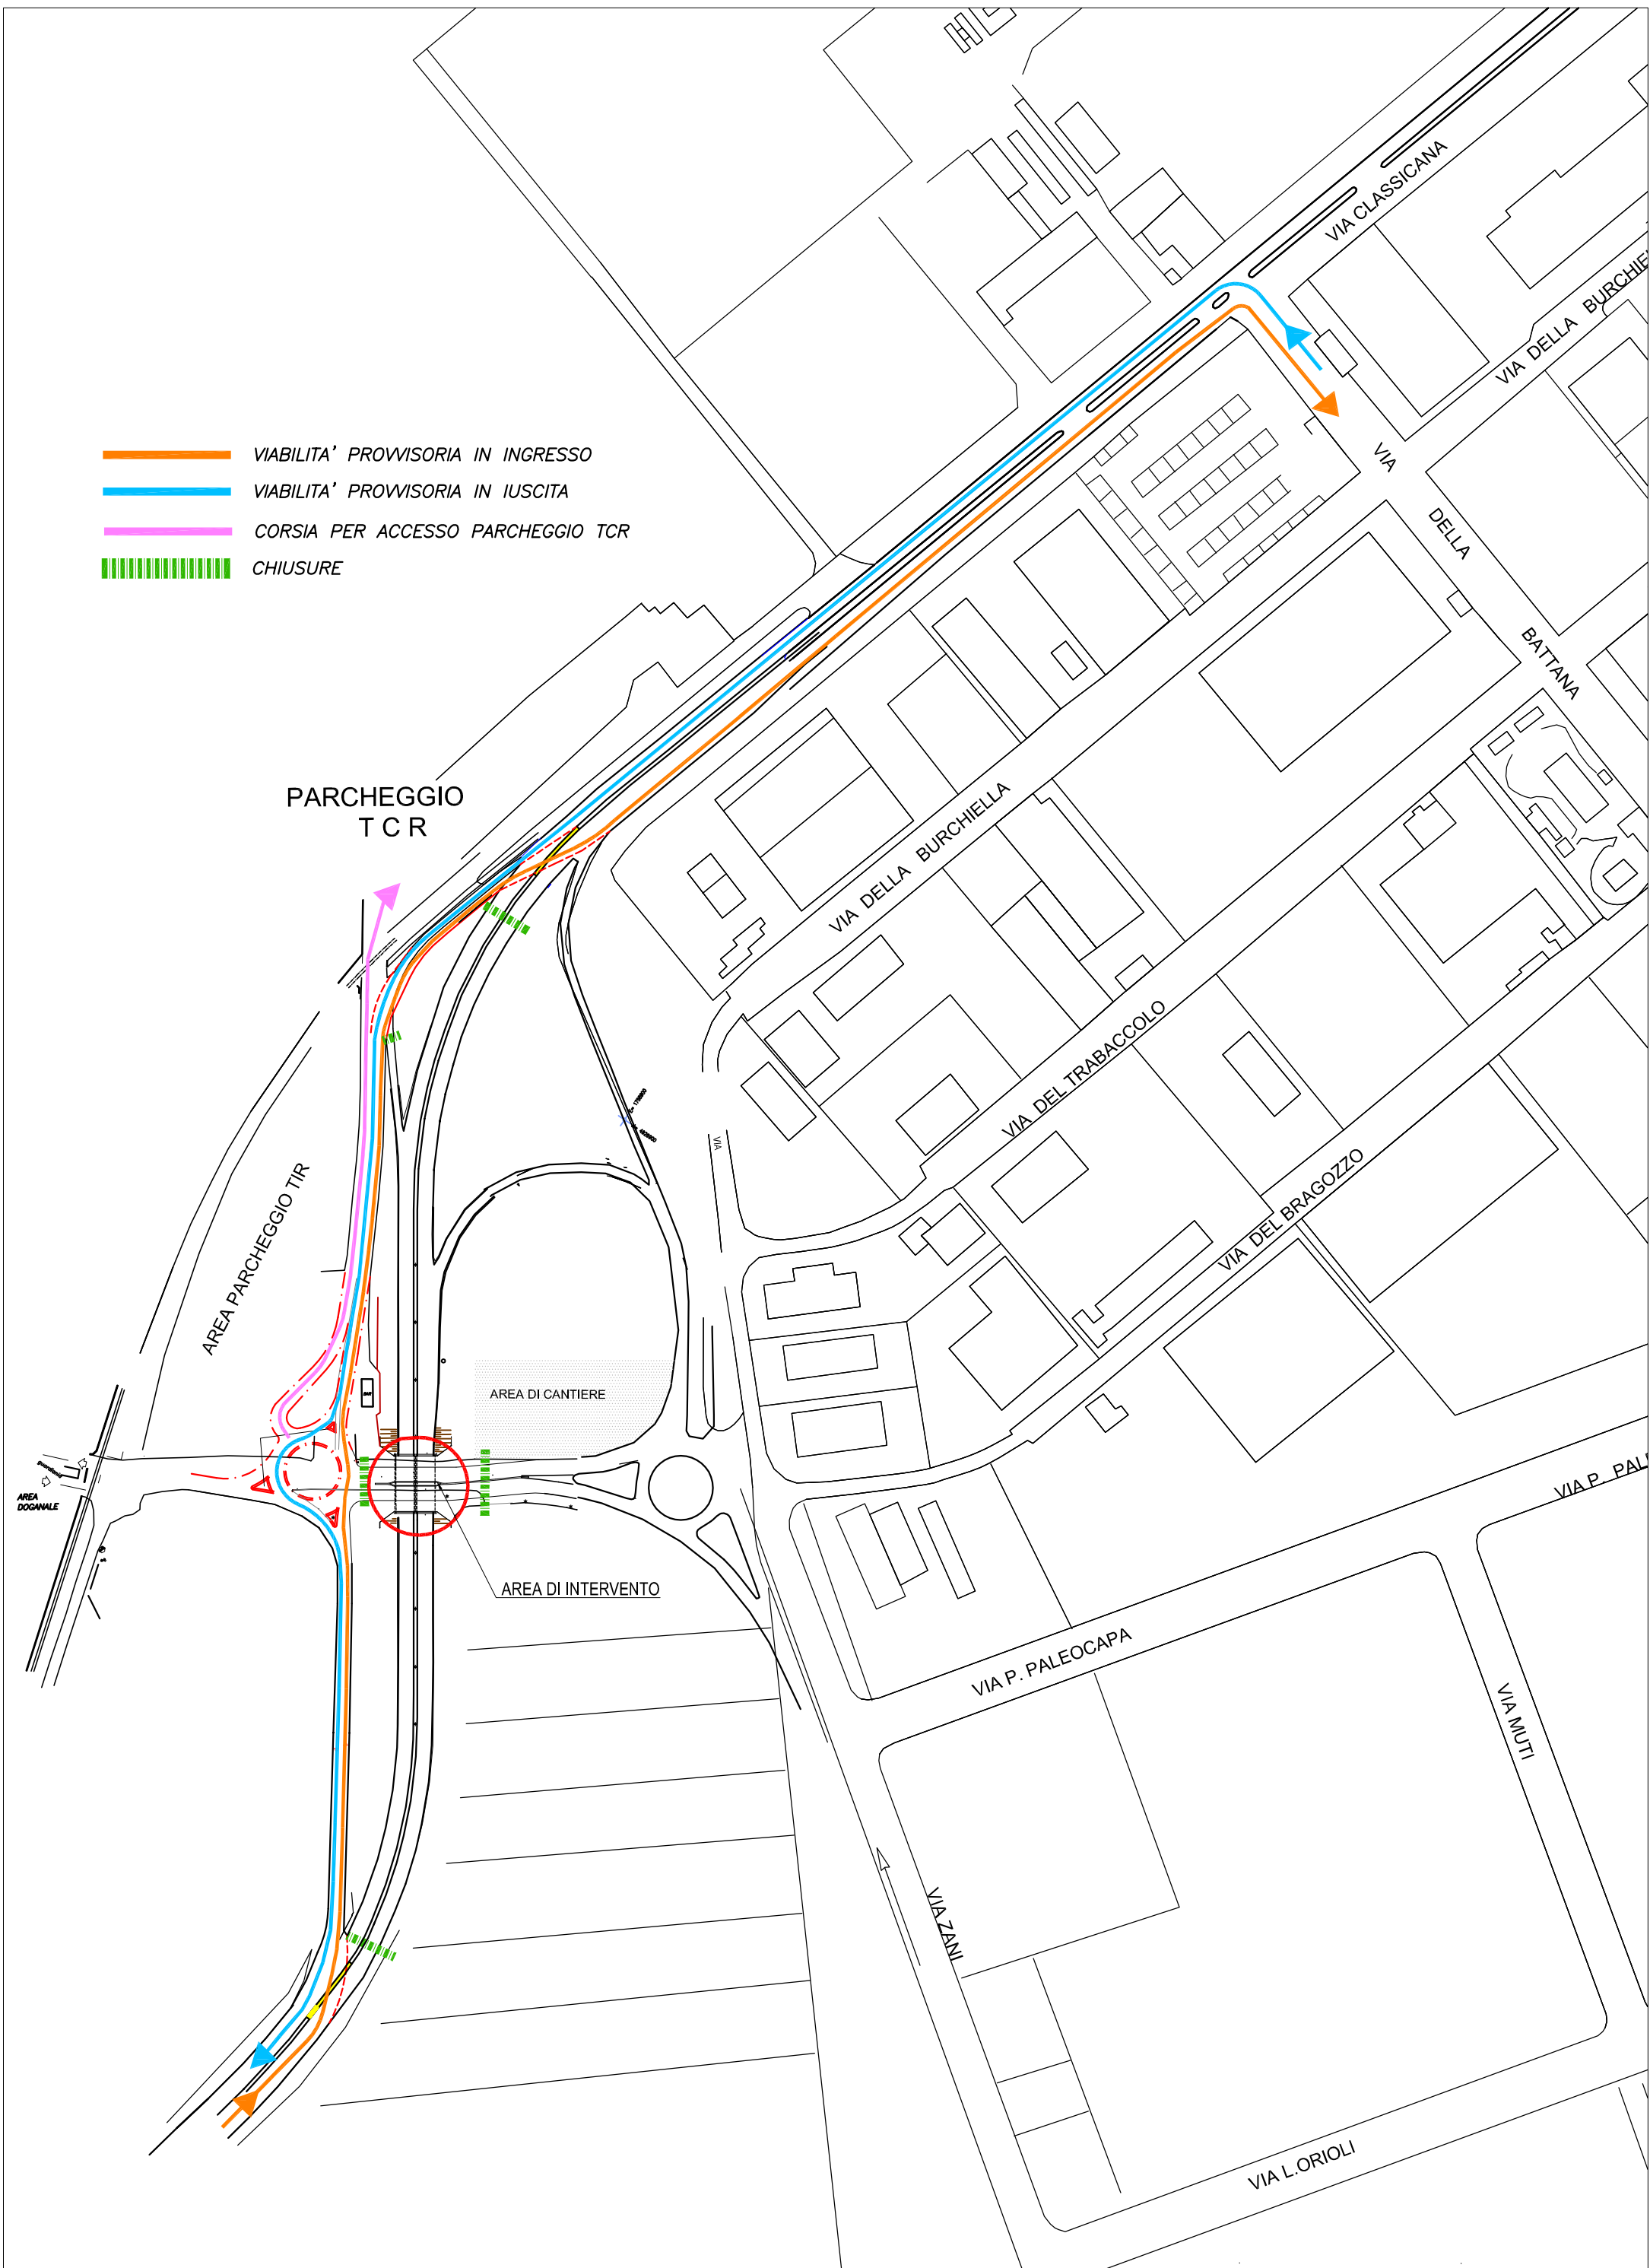 VIA CLASSICANA
VIA DELLA BURCHIE
VIABILITA' PROVVISORIA IN INGRESSO
VIABILITA' PROVVISORIA IN IUSCITA
CORSIA PER ACCESSO PARCHEGGIO TCR
CHIUSURE
VIA
DELLA
BATTANA
PARCHEGGIO
T C R
VIA DELLA BURCHIELLA
VIA DEL TRABACCOLO
VIA
VIA DEL BRAGOZZO
AREA PARCHEGGIO TIR
AREA DI CANTIERE
AREA
DOGANALE
VIA P. PAL
AREA DI INTERVENTO
VIA P. PALEOCAPA
VIA MUTI
VIA ZANI
VIA L.ORIOLI